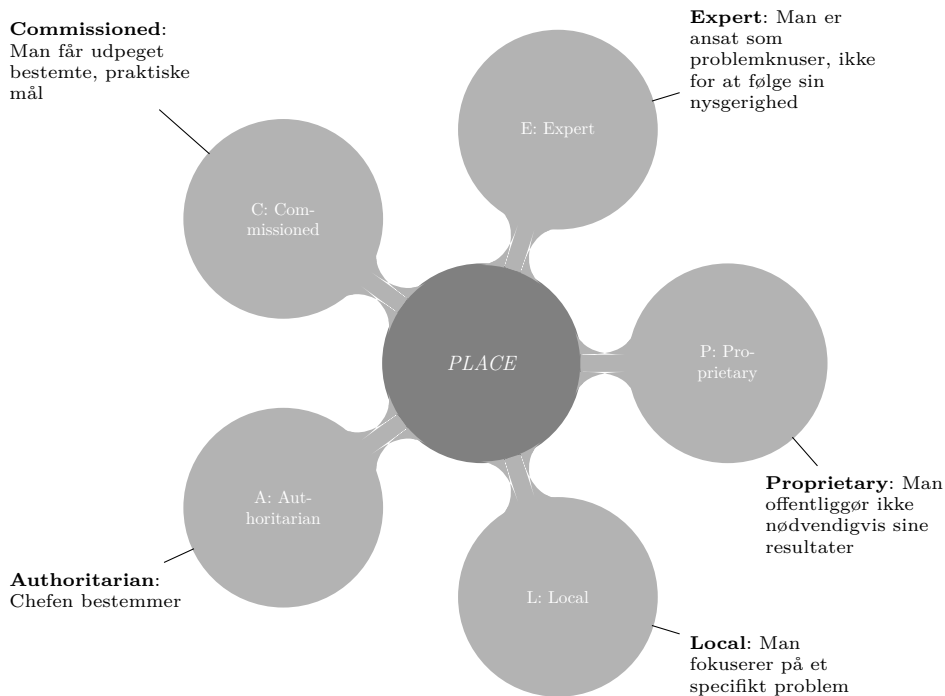 Commissioned:
Man får udpeget
bestemte, praktiske
mål
Expert: Man er
ansat som
problemknuser, ikke
for at følge sin
nysgerighed
E: Expert
C: Com-
missioned
PLACE
P: Pro-
prietary
Proprietary: Man
offentliggør ikke
nødvendigvis sine
resultater
A: Aut-
horitarian
Authoritarian:
Chefen bestemmer
L: Local
Local: Man
fokuserer på et
specifikt problem